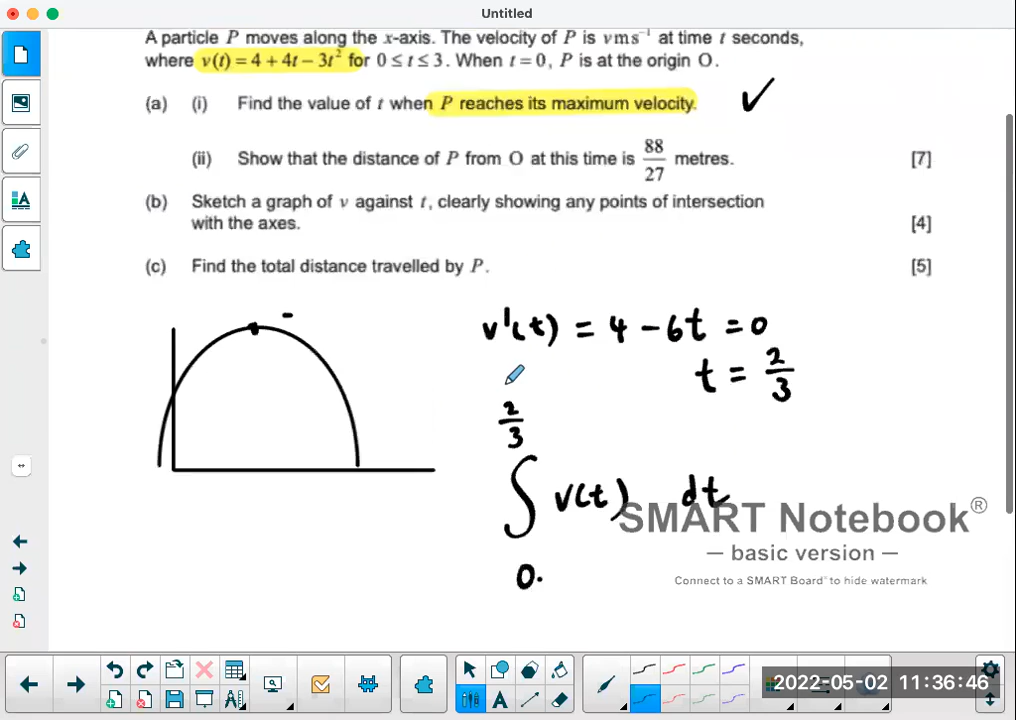 Untitled
A particle P moves along the x-axis. The velocity of P is v m s⁻¹ at time t seconds,
where v(t) = 4 + 4t − 3t² for 0 ≤ t ≤ 3. When t = 0, P is at the origin O.
(a) (i) Find the value of t when P reaches its maximum velocity. ✓
(ii) Show that the distance of P from O at this time is 88/27 metres. [7]
(b) Sketch a graph of v against t, clearly showing any points of intersection
with the axes. [4]
(c) Find the total distance travelled by P. [5]
v'(t) = 4 − 6t = 0
t = 2/3
2/3
∫ v(t) dt
0.
SMART Notebook®
— basic version —
Connect to a SMART Board™ to hide watermark
2022-05-02 11:36:46